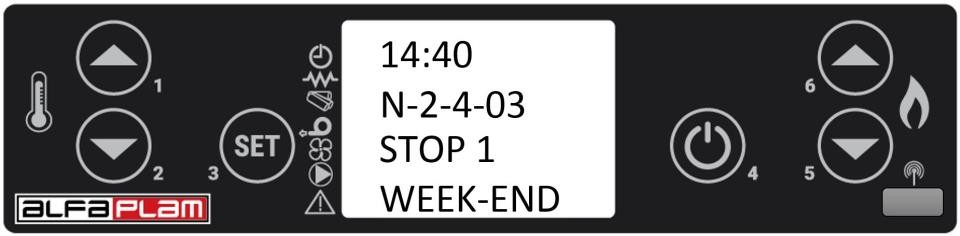 14:40
N-2-4-03
STOP 1
WEEK-END
1
2
SET
3
4
5
6
ALFAPLAM